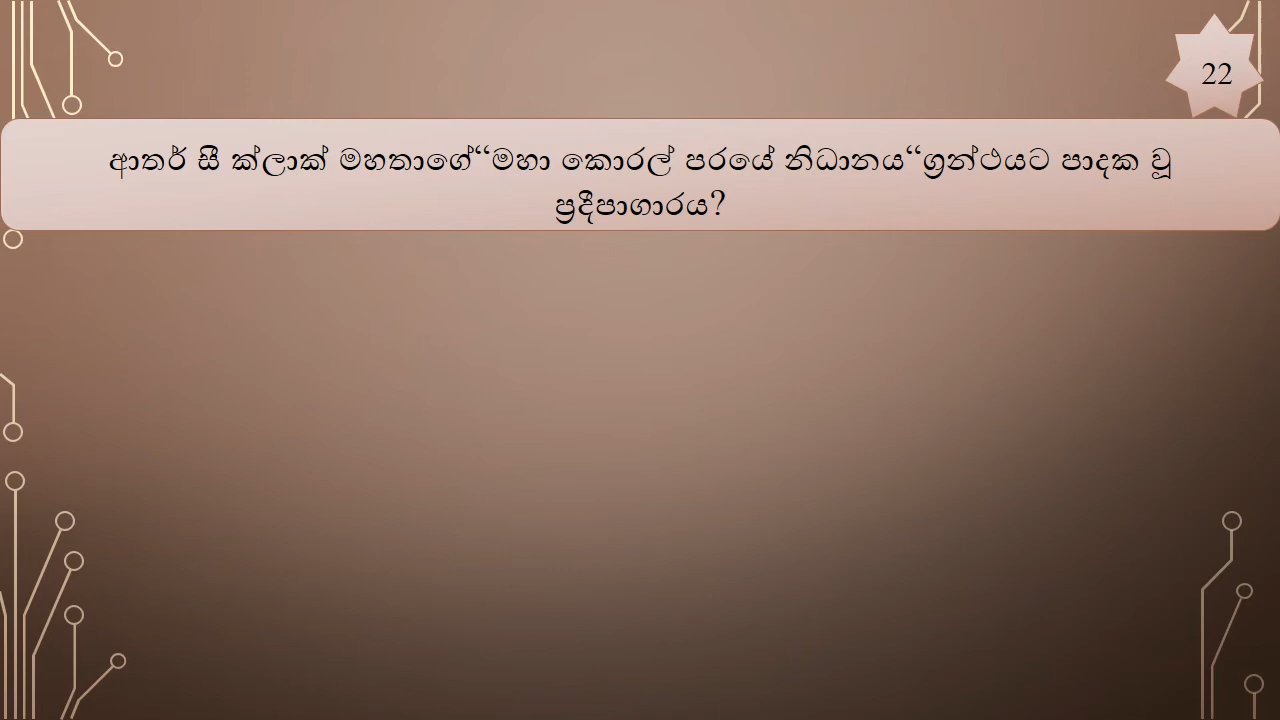 22
ආතර් සී ක්ලාක් මහතාගේ“මහා කොරල් පරයේ නිධානය“ග්‍රන්ථයට පාදක වූ
ප්‍රදීපාගාරය?